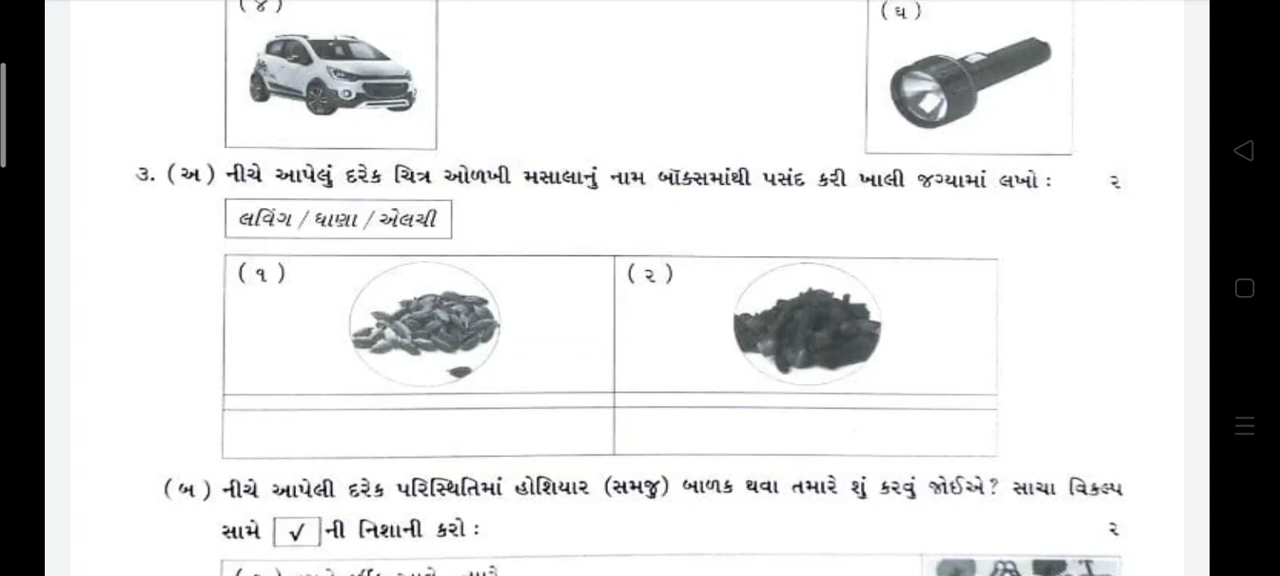 (૪)
(ઘ)
૩. (અ) નીચે આપેલું દરેક ચિત્ર ઓળખી મસાલાનું નામ બૉક્સમાંથી પસંદ કરી ખાલી જગ્યામાં લખો : ૨
લવિંગ / ધાણા / એલચી
(૧)
(૨)
(બ) નીચે આપેલી દરેક પરિસ્થિતિમાં હોશિયાર (સમજુ) બાળક થવા તમારે શું કરવું જોઈએ? સાચા વિકલ્પ
સામે √ ની નિશાની કરો : ૨